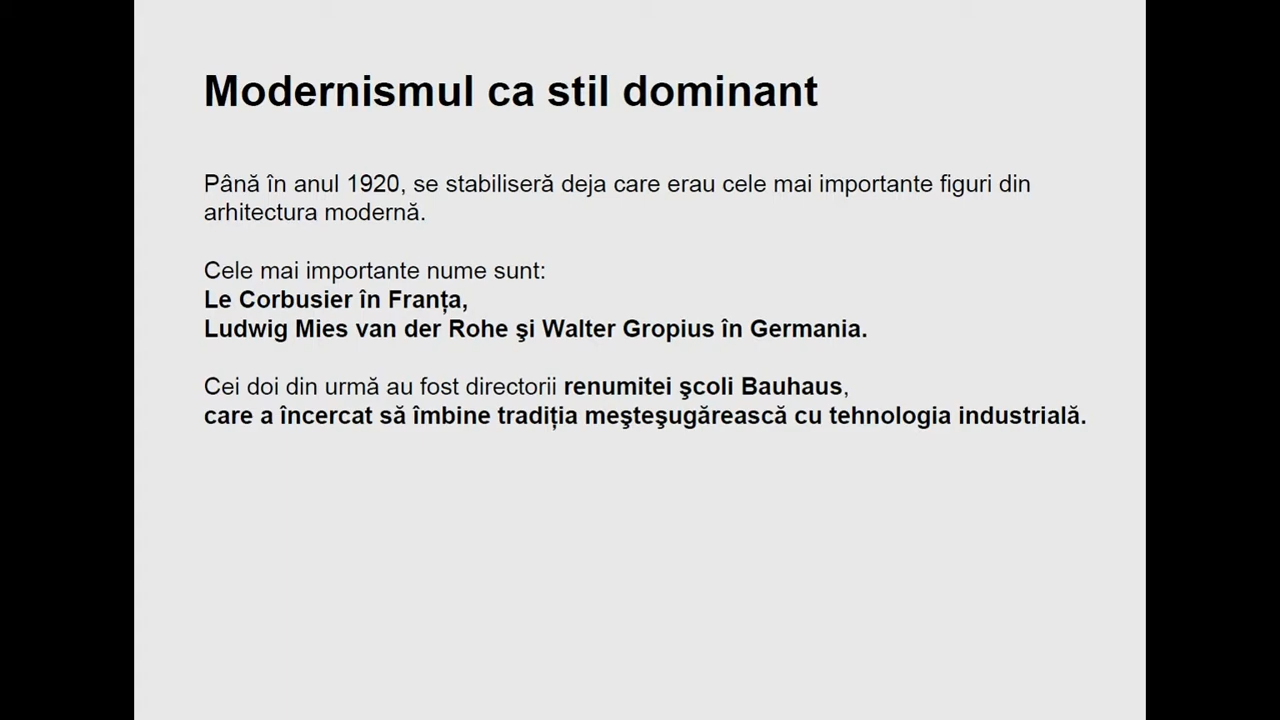 Modernismul ca stil dominant
Până în anul 1920, se stabiliseră deja care erau cele mai importante figuri din
arhitectura modernă.
Cele mai importante nume sunt:
Le Corbusier în Franța,
Ludwig Mies van der Rohe şi Walter Gropius în Germania.
Cei doi din urmă au fost directorii renumitei şcoli Bauhaus,
care a încercat să îmbine tradiția meşteşugărească cu tehnologia industrială.